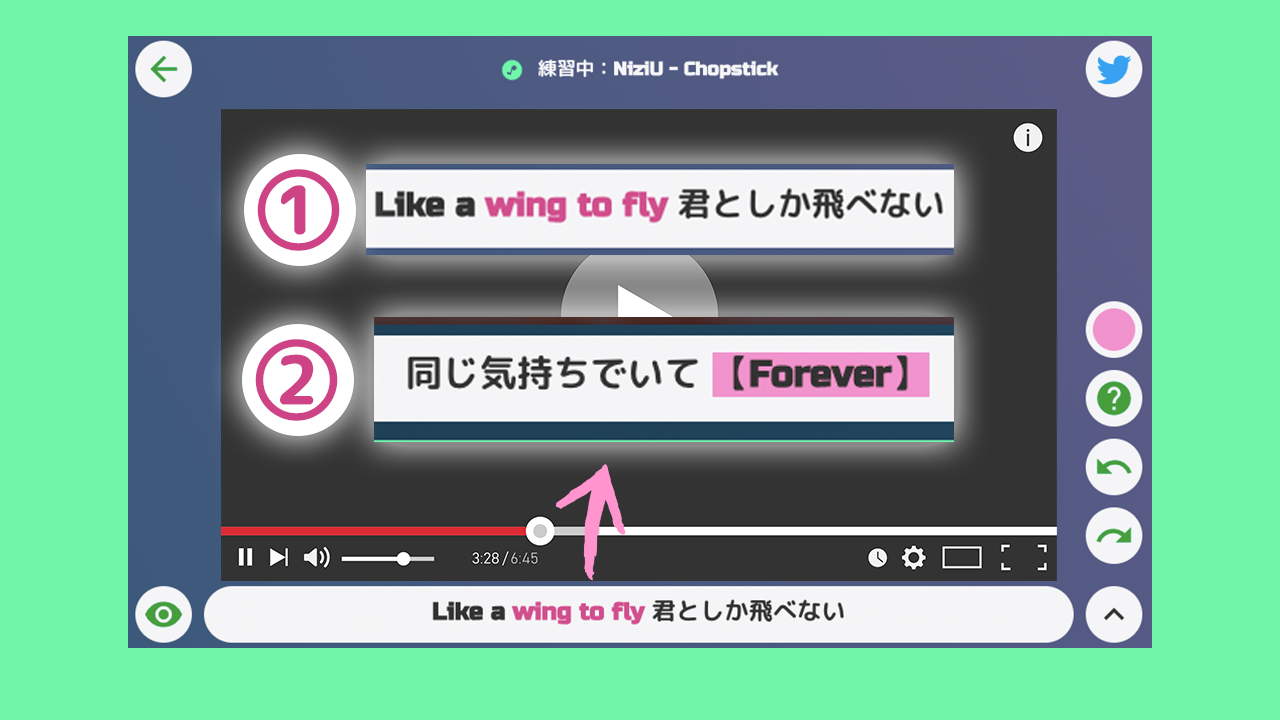 練習中：NiziU - Chopstick
i
①
Like a wing to fly 君としか飛べない
②
同じ気持ちでいて 【Forever】
3:28/6:45
?
Like a wing to fly 君としか飛べない